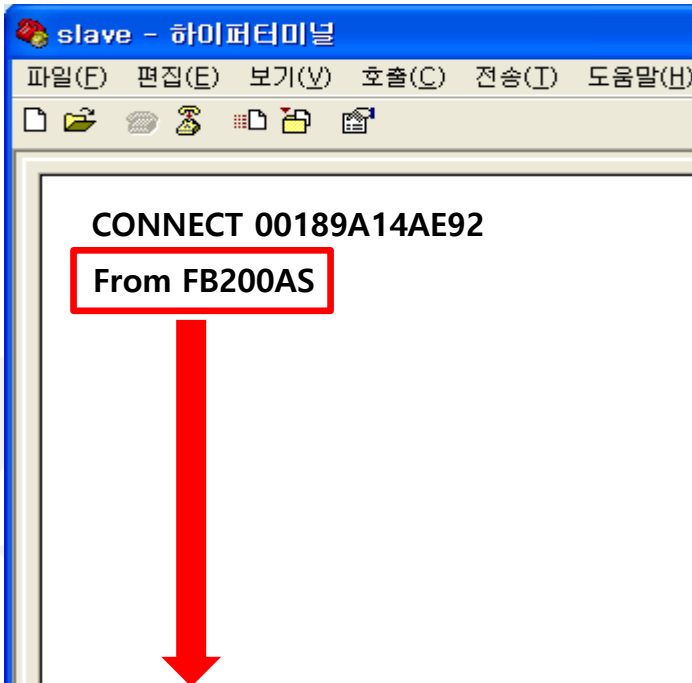 slave - 하이퍼터미널
파일(F) 편집(E) 보기(V) 호출(C) 전송(T) 도움말(H)
CONNECT 00189A14AE92
From FB200AS